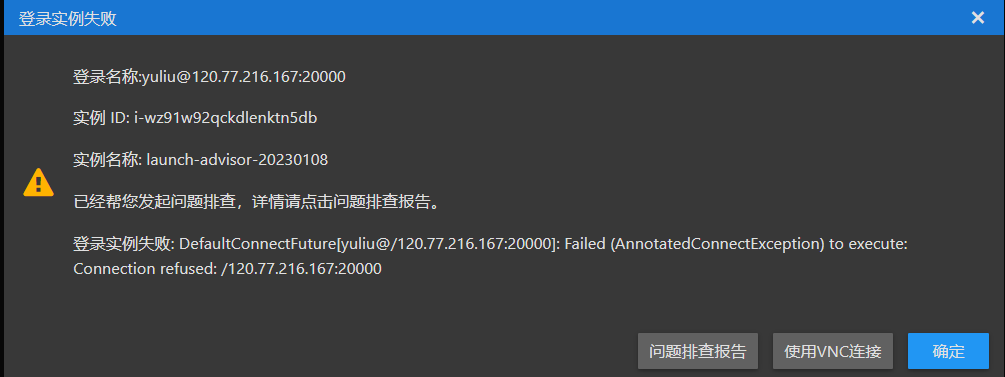 登录实例失败
登录名称:yuliu@120.77.216.167:20000
实例 ID: i-wz91w92qckdlenktn5db
实例名称: launch-advisor-20230108
已经帮您发起问题排查，详情请点击问题排查报告。
登录实例失败: DefaultConnectFuture[yuliu@/120.77.216.167:20000]: Failed (AnnotatedConnectException) to execute:
Connection refused: /120.77.216.167:20000
问题排查报告 使用VNC连接 确定